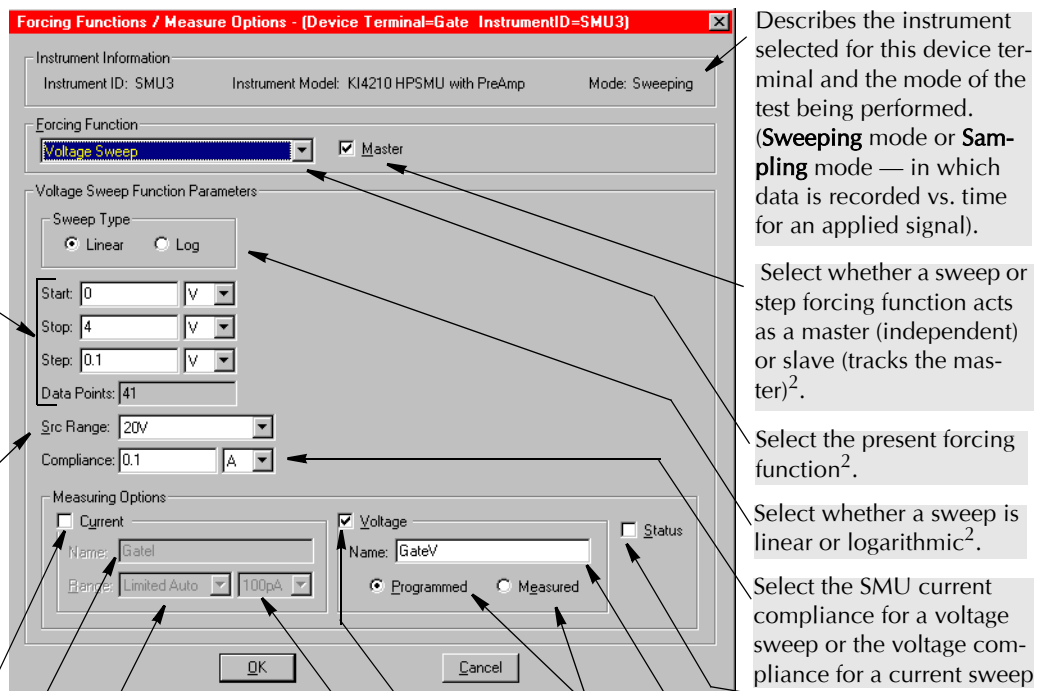 Forcing Functions / Measure Options - (Device Terminal=Gate InstrumentID=SMU3)
Instrument Information
Instrument ID: SMU3 Instrument Model: KI4210 HPSMU with PreAmp Mode: Sweeping
Forcing Function
Voltage Sweep Master
Voltage Sweep Function Parameters
Sweep Type
Linear Log
Start: 0 V
Stop: 4 V
Step: 0.1 V
Data Points: 41
Src Range: 20V
Compliance: 0.1 A
Measuring Options
Current
Name: GateI
Range: Limited Auto 100pA
Voltage
Name: GateV
Programmed Measured
Status
OK Cancel
Describes the instrument
selected for this device ter-
minal and the mode of the
test being performed.
(Sweeping mode or Sam-
pling mode — in which
data is recorded vs. time
for an applied signal).
Select whether a sweep or
step forcing function acts
as a master (independent)
or slave (tracks the mas-
ter)2.
Select the present forcing
function2.
Select whether a sweep is
linear or logarithmic2.
Select the SMU current
compliance for a voltage
sweep or the voltage com-
pliance for a current sweep